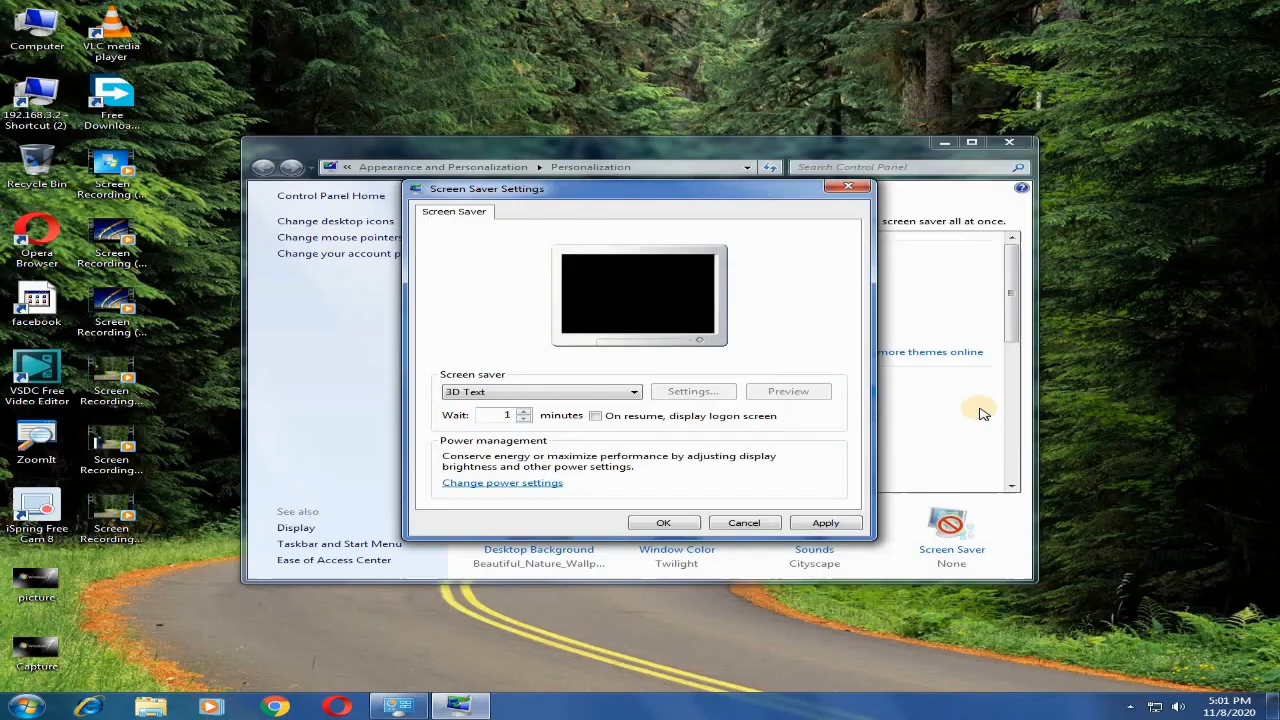 Computer
VLC media
player
192.168.3.2 -
Shortcut (2)
Free
Downloa...
Recycle Bin
Screen
Recording (...
Opera
Browser
Screen
Recording (...
facebook
Screen
Recording (...
VSDC Free
Video Editor
Screen
Recording...
ZoomIt
Screen
Recording...
iSpring Free
Cam 8
Screen
Recording...
picture
Capture
Appearance and Personalization
Personalization
Search Control Panel
Control Panel Home
Change desktop icons
Change mouse pointers
Change your account p
See also
Display
Taskbar and Start Menu
Ease of Access Center
screen saver all at once.
more themes online
Desktop Background
Beautiful_Nature_Wallp...
Window Color
Twilight
Sounds
Cityscape
Screen Saver
None
Screen Saver Settings
Screen Saver
Screen saver
3D Text
Settings...
Preview
Wait: 1 minutes On resume, display logon screen
Power management
Conserve energy or maximize performance by adjusting display
brightness and other power settings.
Change power settings
OK
Cancel
Apply
5:01 PM
11/8/2020